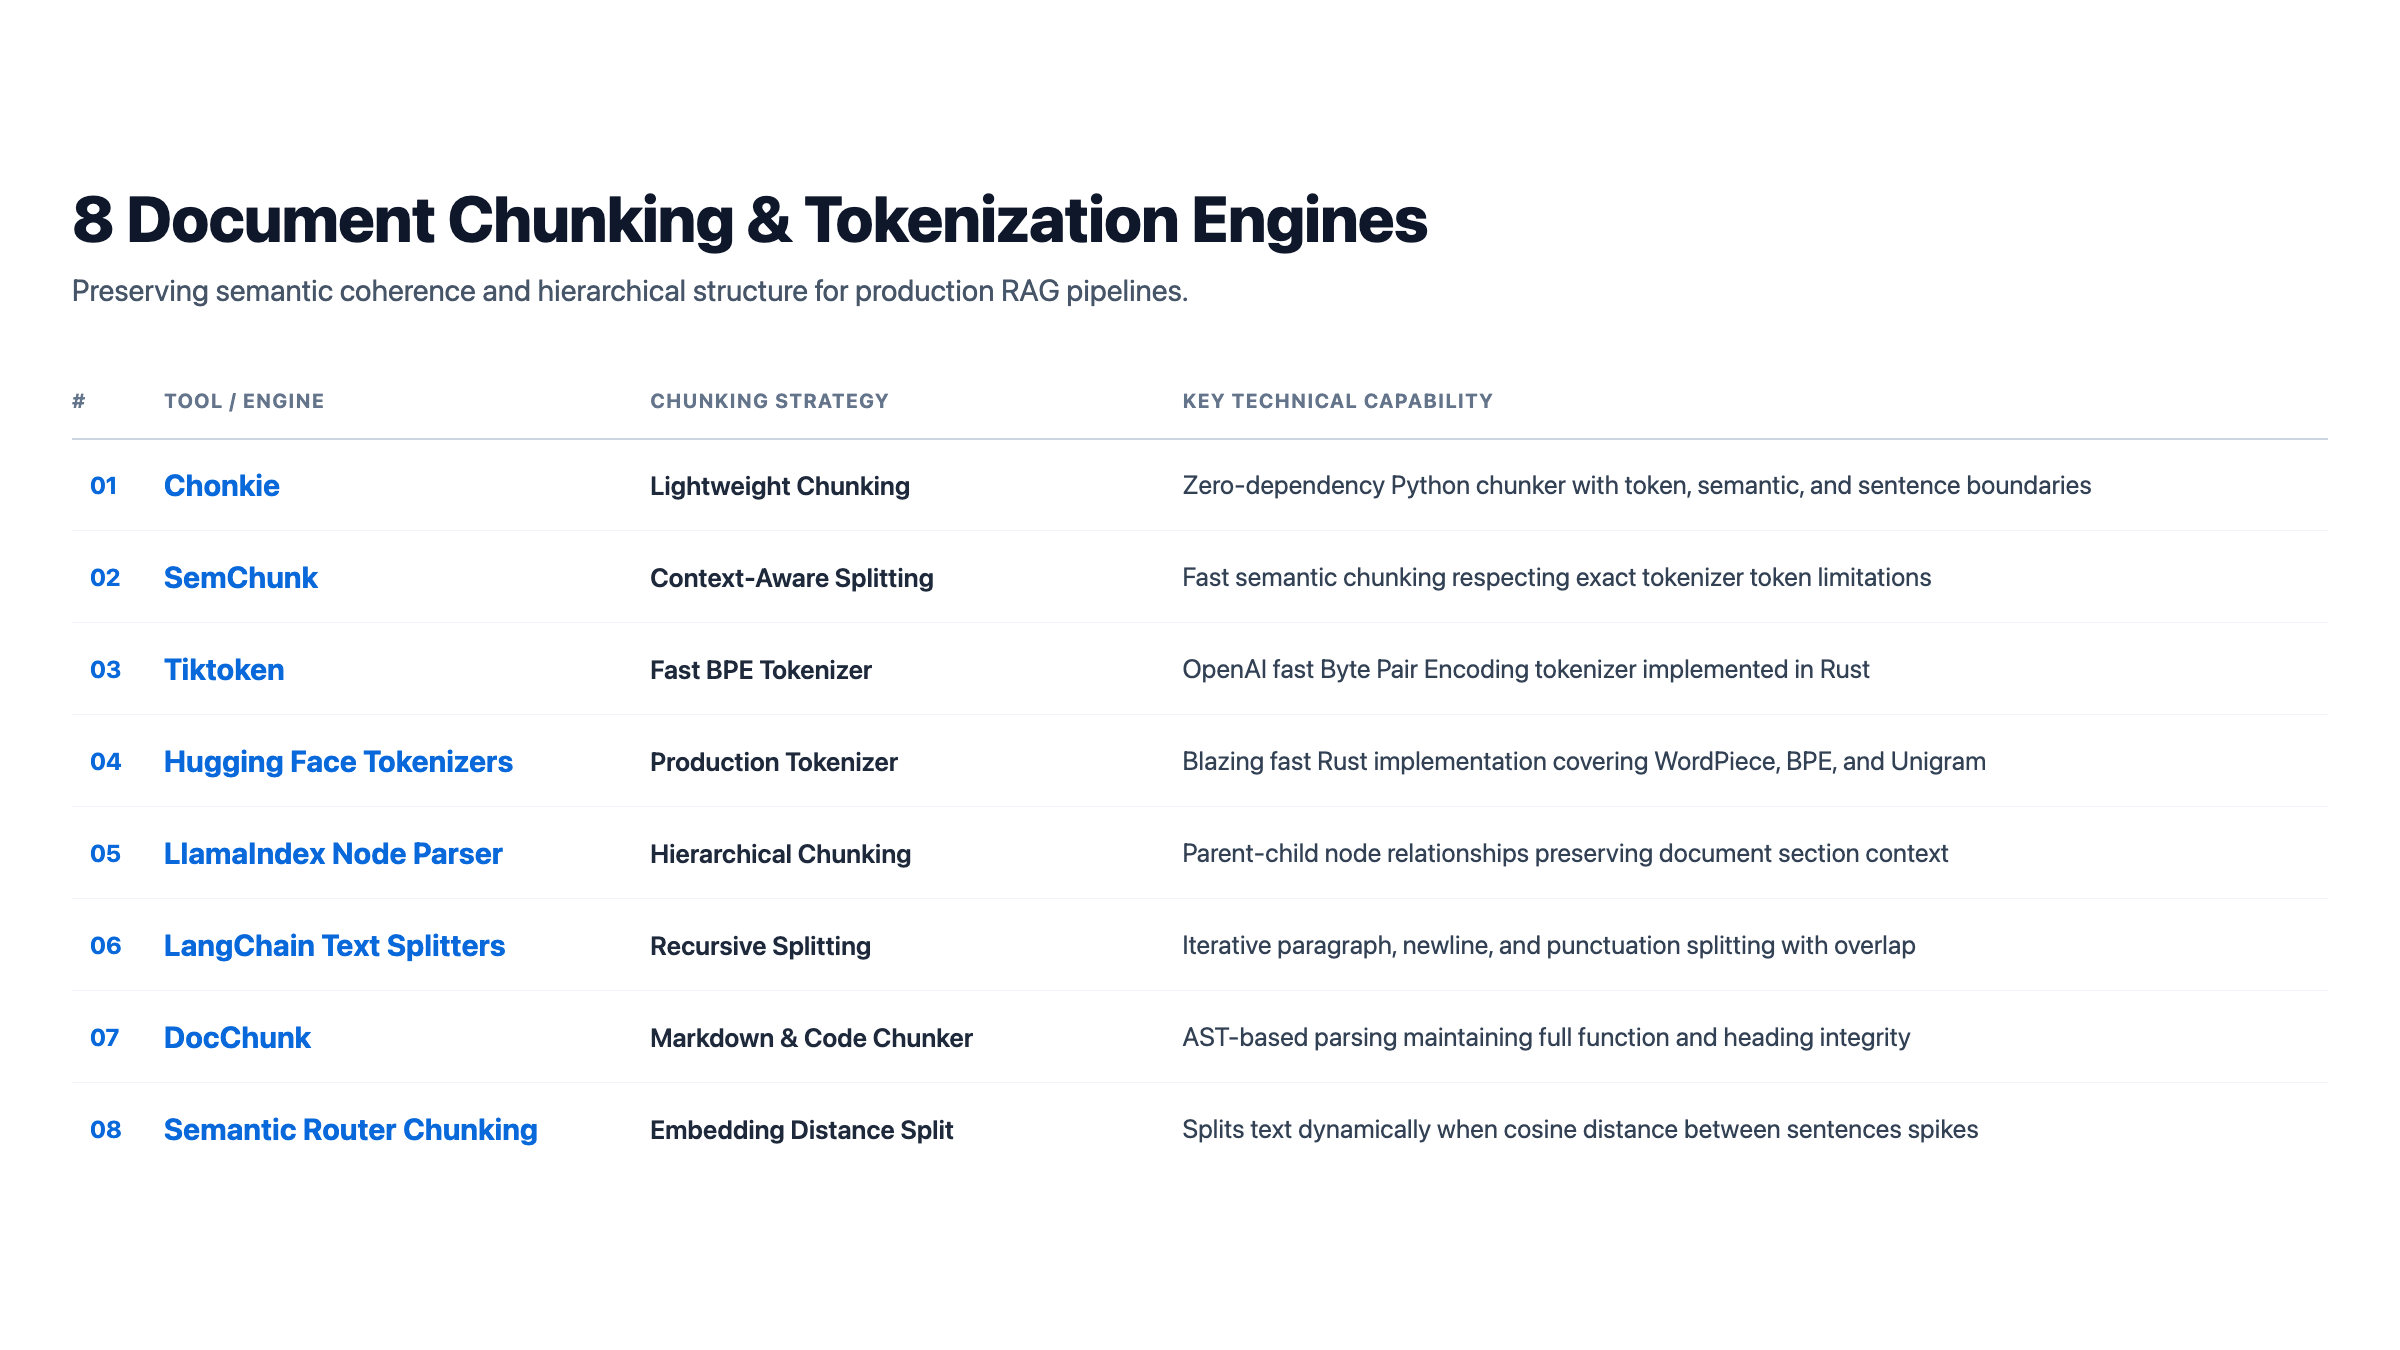 8 Document Chunking & Tokenization Engines
Preserving semantic coherence and hierarchical structure for production RAG pipelines.
# TOOL / ENGINE CHUNKING STRATEGY KEY TECHNICAL CAPABILITY
01 Chonkie Lightweight Chunking Zero-dependency Python chunker with token, semantic, and sentence boundaries
02 SemChunk Context-Aware Splitting Fast semantic chunking respecting exact tokenizer token limitations
03 Tiktoken Fast BPE Tokenizer OpenAI fast Byte Pair Encoding tokenizer implemented in Rust
04 Hugging Face Tokenizers Production Tokenizer Blazing fast Rust implementation covering WordPiece, BPE, and Unigram
05 LlamaIndex Node Parser Hierarchical Chunking Parent-child node relationships preserving document section context
06 LangChain Text Splitters Recursive Splitting Iterative paragraph, newline, and punctuation splitting with overlap
07 DocChunk Markdown & Code Chunker AST-based parsing maintaining full function and heading integrity
08 Semantic Router Chunking Embedding Distance Split Splits text dynamically when cosine distance between sentences spikes